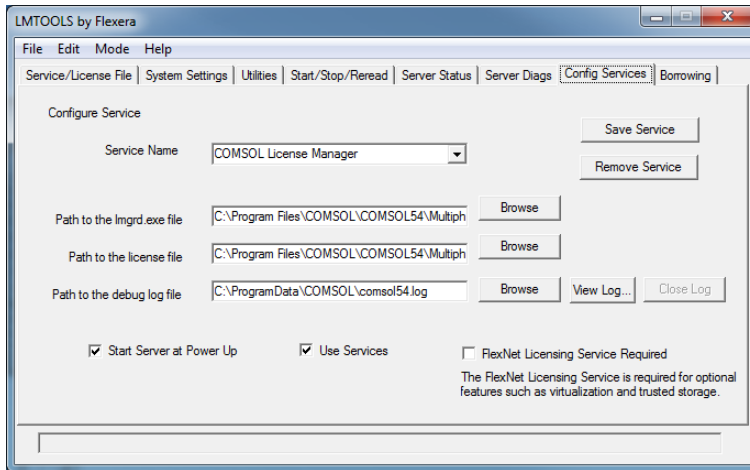 LMTOOLS by Flexera
File Edit Mode Help
Service/License File System Settings Utilities Start/Stop/Reread Server Status Server Diags Config Services Borrowing
Configure Service
Save Service
Service Name COMSOL License Manager
Remove Service
Path to the lmgrd.exe file C:\Program Files\COMSOL\COMSOL54\Multiph Browse
Path to the license file C:\Program Files\COMSOL\COMSOL54\Multiph Browse
Path to the debug log file C:\ProgramData\COMSOL\comsol54.log Browse View Log... Close Log
Start Server at Power Up Use Services FlexNet Licensing Service Required
The FlexNet Licensing Service is required for optional
features such as virtualization and trusted storage.